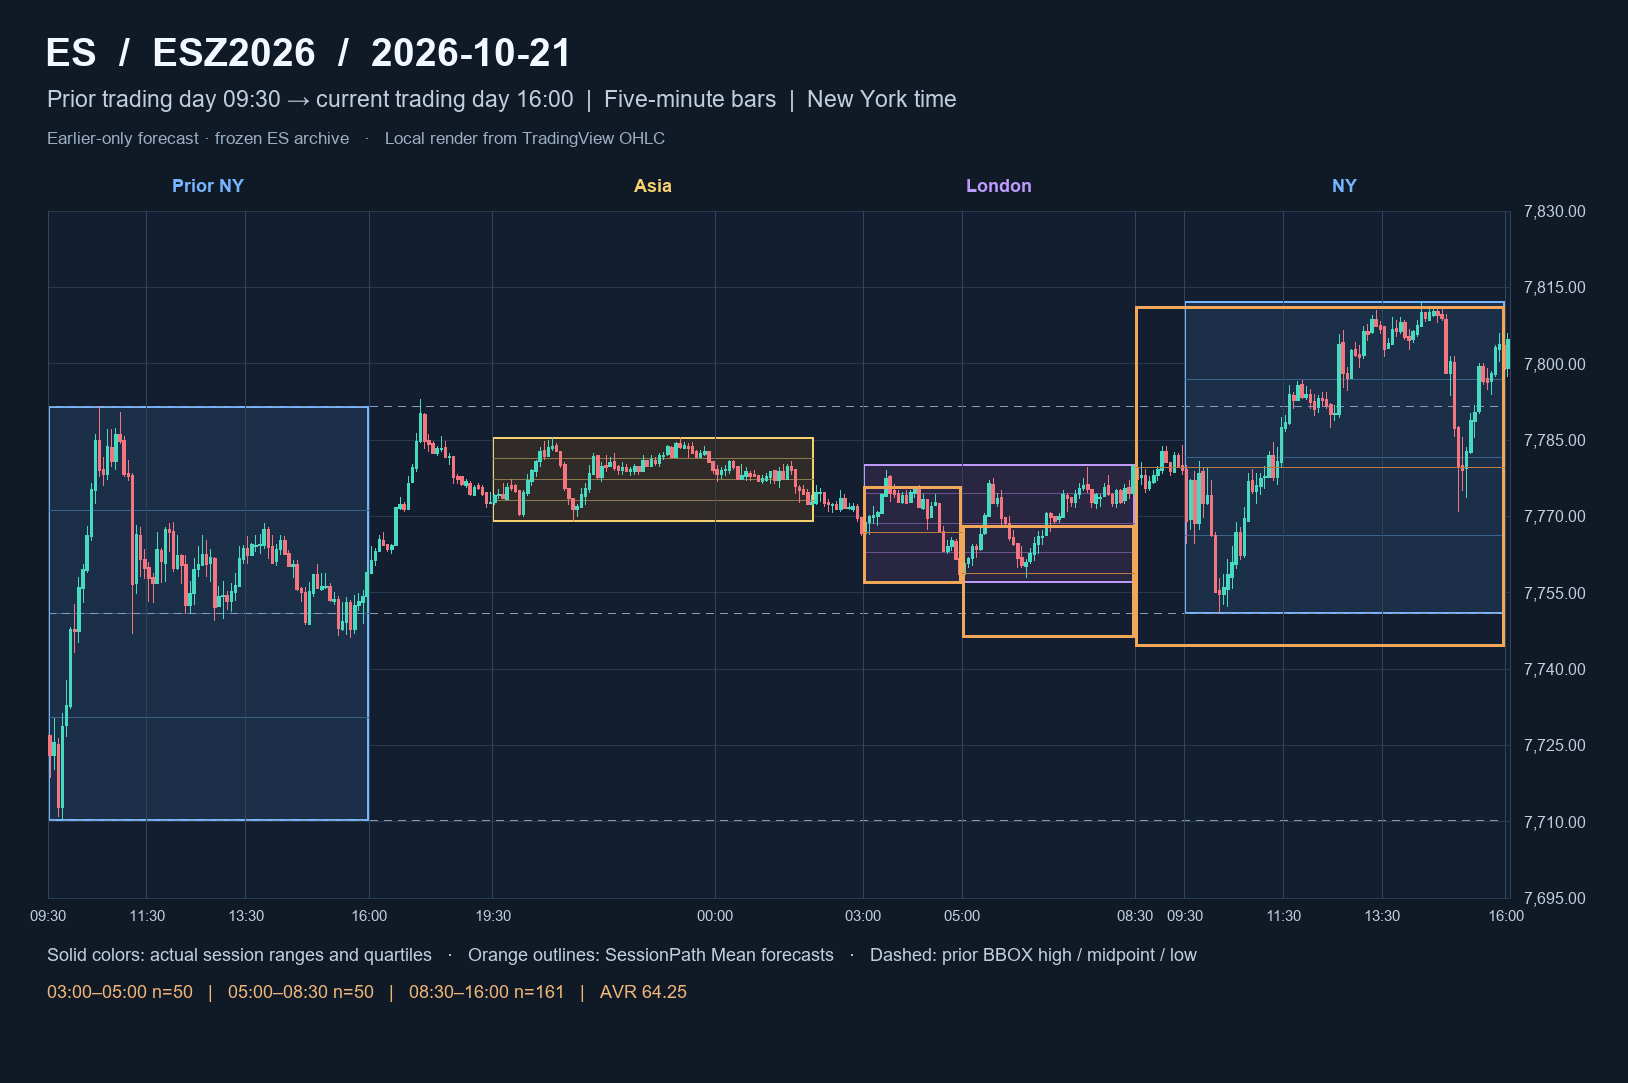 ES / ESZ2026 / 2026-10-21
Prior trading day 09:30 → current trading day 16:00 | Five-minute bars | New York time
Earlier-only forecast · frozen ES archive · Local render from TradingView OHLC
Prior NY Asia London NY
7,830.00
7,815.00
7,800.00
7,785.00
7,770.00
7,755.00
7,740.00
7,725.00
7,710.00
7,695.00
09:30 11:30 13:30 16:00 19:30 00:00 03:00 05:00 08:30 09:30 11:30 13:30 16:00
Solid colors: actual session ranges and quartiles · Orange outlines: SessionPath Mean forecasts · Dashed: prior BBOX high / midpoint / low
03:00–05:00 n=50 | 05:00–08:30 n=50 | 08:30–16:00 n=161 | AVR 64.25